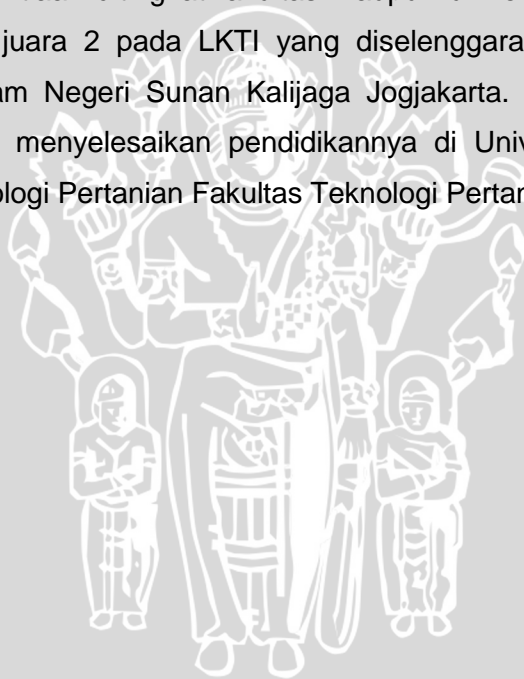 juara 2 pada LKTI yang diselenggara
am Negeri Sunan Kalijaga Jogjakarta.
menyelesaikan pendidikannya di Univ
ologi Pertanian Fakultas Teknologi Pertan